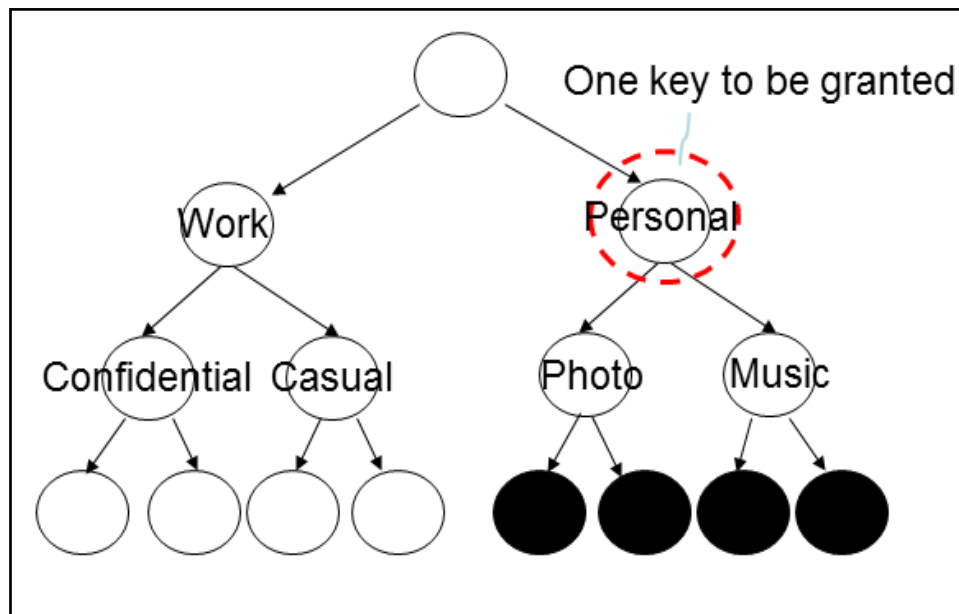 One key to be granted
Work
Personal
Confidential
Casual
Photo
Music